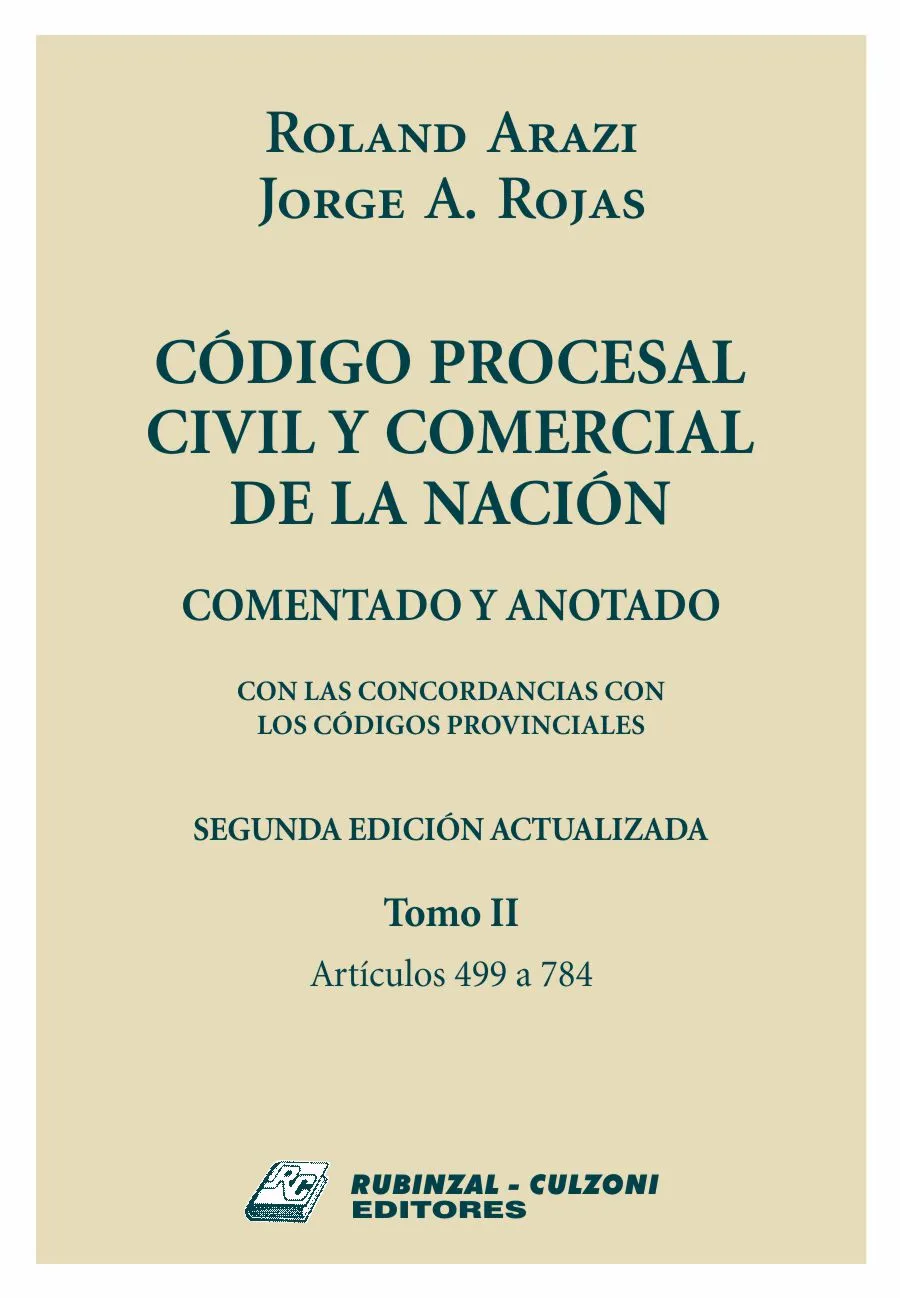 Roland Arazi
Jorge A. Rojas
CÓDIGO PROCESAL
CIVIL Y COMERCIAL
DE LA NACIÓN
COMENTADO Y ANOTADO
CON LAS CONCORDANCIAS CON
LOS CÓDIGOS PROVINCIALES
SEGUNDA EDICIÓN ACTUALIZADA
Tomo II
Artículos 499 a 784
RC
RUBINZAL - CULZONI
EDITORES